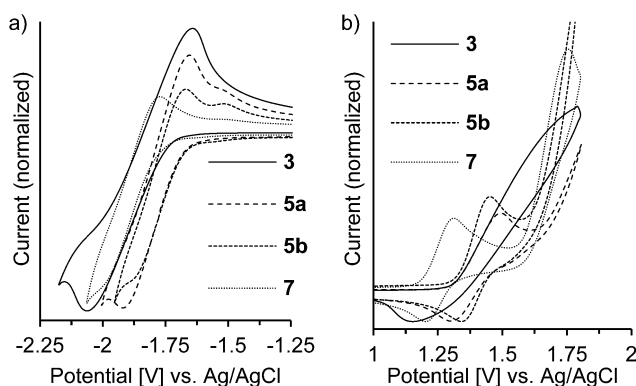 a)
Current (normalized)
3
5a
5b
7
-2.25 -2 -1.75 -1.5 -1.25
Potential [V] vs. Ag/AgCl
b)
Current (normalized)
3
5a
5b
7
1 1.25 1.5 1.75 2
Potential [V] vs. Ag/AgCl